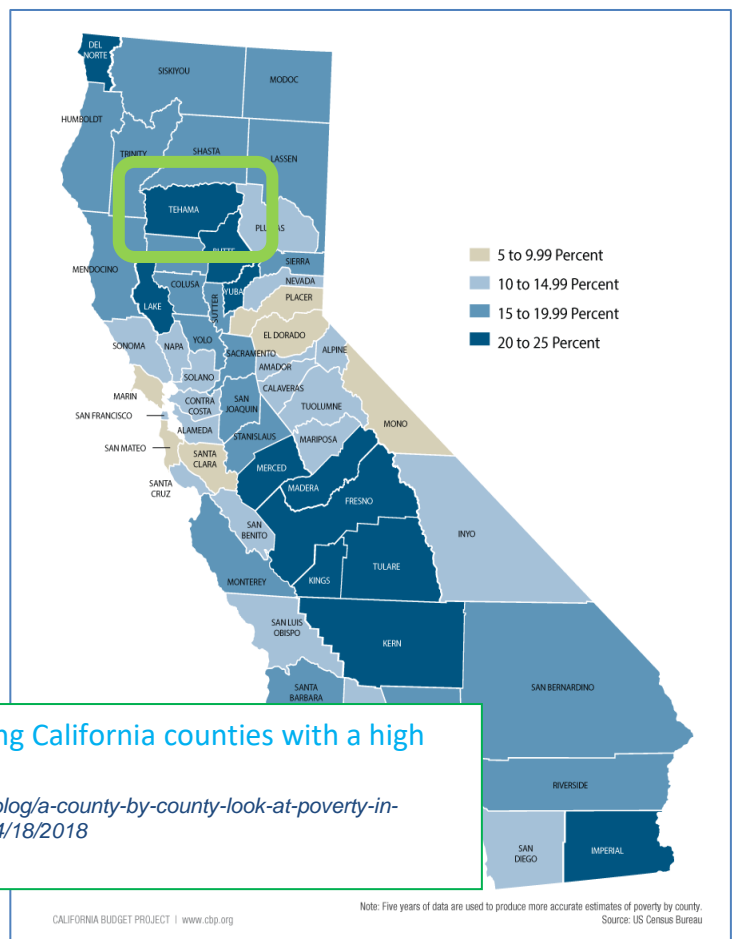 DEL
NORTE
SISKIYOU
MODOC
HUMBOLDT
TRINITY
SHASTA
LASSEN
TEHAMA
PLUMAS
BUTTE
MENDOCINO
SIERRA
COLUSA
NEVADA
LAKE
YUBA
SUTTER
PLACER
5 to 9.99 Percent
10 to 14.99 Percent
15 to 19.99 Percent
20 to 25 Percent
SONOMA
NAPA
YOLO
EL DORADO
SACRAMENTO
ALPINE
AMADOR
SOLANO
CALAVERAS
MARIN
CONTRA
COSTA
SAN
JOAQUIN
TUOLUMNE
SAN FRANCISCO
ALAMEDA
MONO
STANISLAUS
MARIPOSA
SAN MATEO
SANTA
CLARA
MERCED
SANTA
CRUZ
MADERA
FRESNO
SAN
BENITO
INYO
MONTEREY
KINGS
TULARE
SAN LUIS
OBISPO
KERN
SANTA
BARBARA
SAN BERNARDINO
ng California counties with a high
blog/a-county-by-county-look-at-poverty-in-
4/18/2018
RIVERSIDE
SAN
DIEGO
IMPERIAL
Note: Five years of data are used to produce more accurate estimates of poverty by county.
CALIFORNIA BUDGET PROJECT | www.cbp.org
Source: US Census Bureau